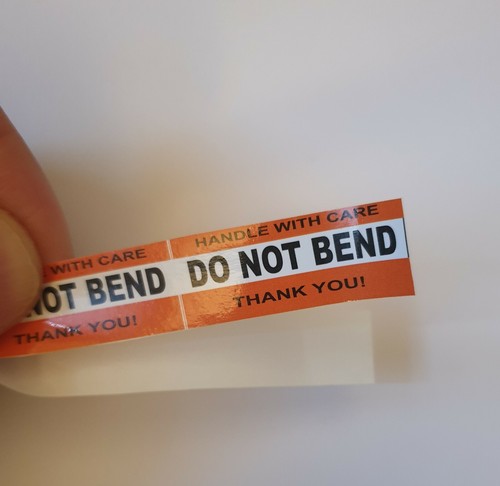 WITH CARE
NOT BEND
THANK YOU!
HANDLE WITH CARE
DO NOT BEND
THANK YOU!